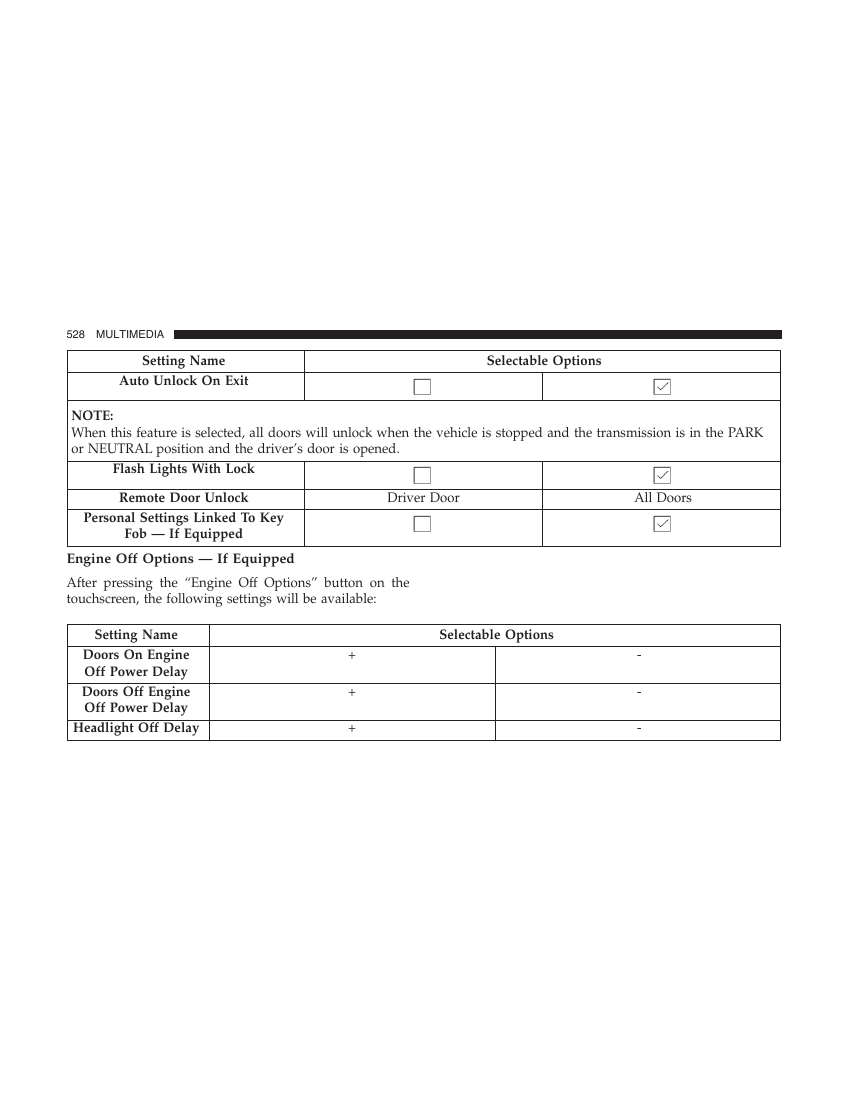 528 MULTIMEDIA
Setting Name Selectable Options
Auto Unlock On Exit ☐ ☑
NOTE:
When this feature is selected, all doors will unlock when the vehicle is stopped and the transmission is in the PARK
or NEUTRAL position and the driver’s door is opened.
Flash Lights With Lock ☐ ☑
Remote Door Unlock Driver Door All Doors
Personal Settings Linked To Key
Fob — If Equipped ☐ ☑
Engine Off Options — If Equipped
After pressing the “Engine Off Options” button on the
touchscreen, the following settings will be available:
Setting Name Selectable Options
Doors On Engine
Off Power Delay + -
Doors Off Engine
Off Power Delay + -
Headlight Off Delay + -